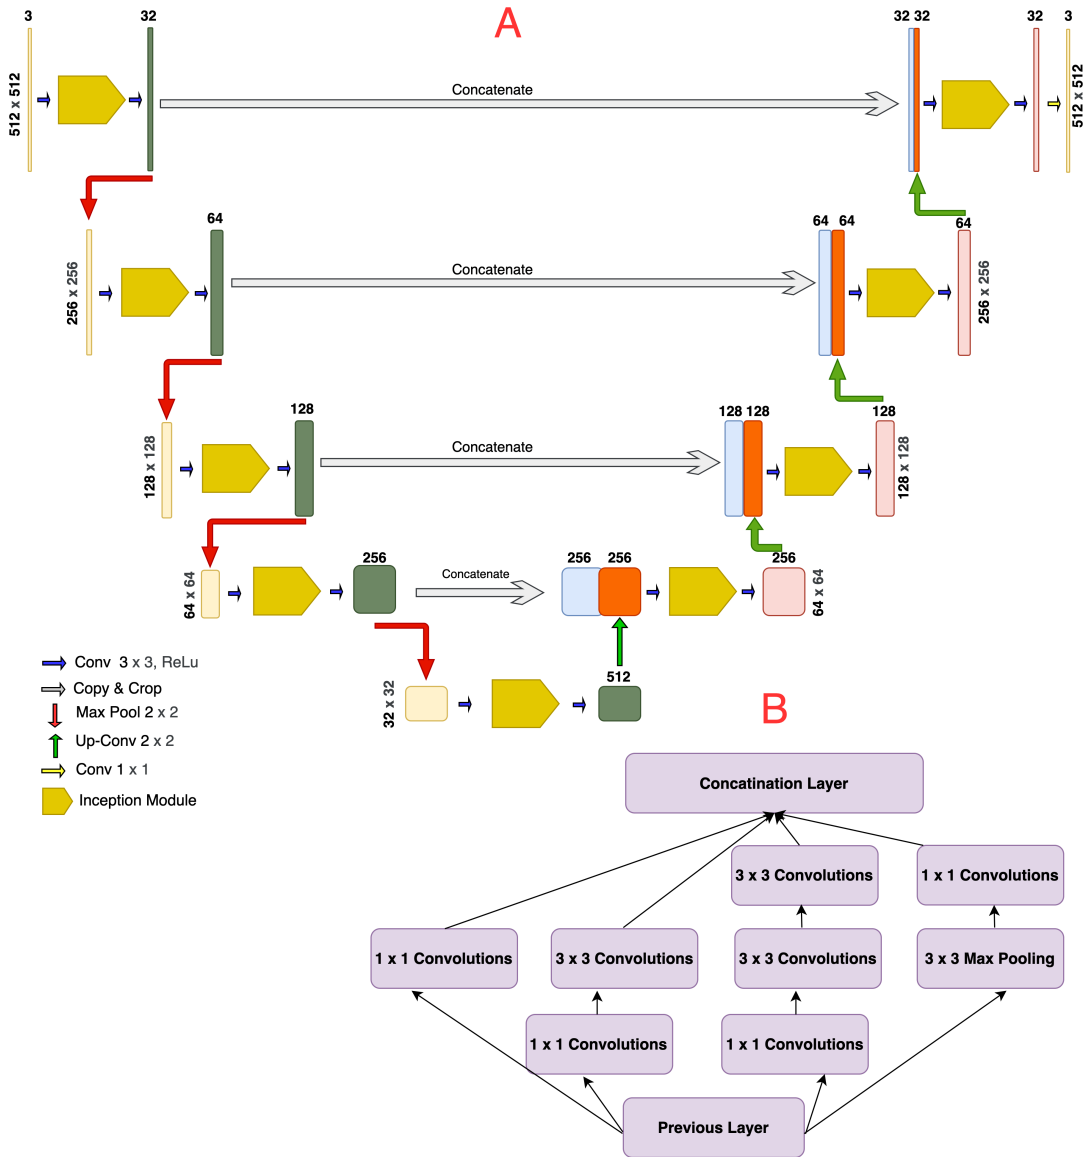 A
3
32
32
32
32
3
512 x 512
Concatenate
512 x 512
64
64
64
64
256 x 256
Concatenate
256 x 256
128
128
128
128
128 x 128
Concatenate
128 x 128
256
256
256
256
64 x 64
Concatenate
64 x 64
512
32 x 32
Conv 3 x 3, ReLu
Copy & Crop
Max Pool 2 x 2
Up-Conv 2 x 2
Conv 1 x 1
Inception Module
B
Concatination Layer
3 x 3 Convolutions
1 x 1 Convolutions
1 x 1 Convolutions
3 x 3 Convolutions
3 x 3 Convolutions
3 x 3 Max Pooling
1 x 1 Convolutions
1 x 1 Convolutions
Previous Layer